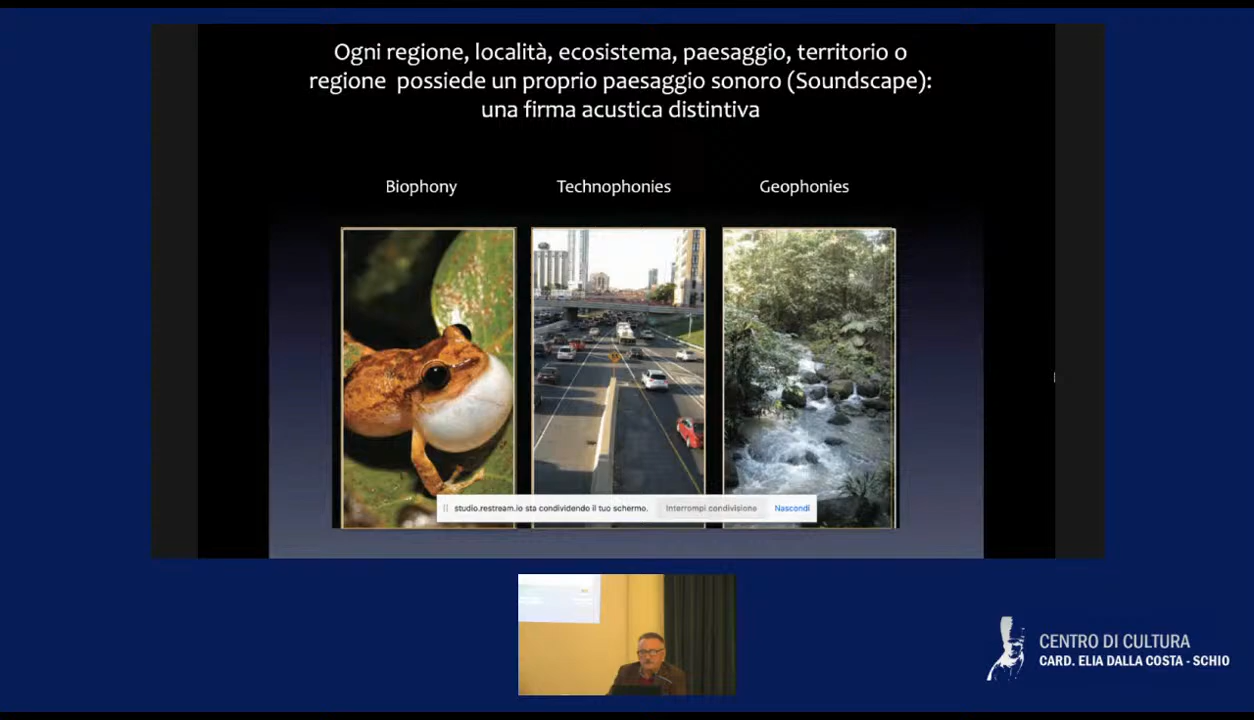 Ogni regione, località, ecosistema, paesaggio, territorio o
regione possiede un proprio paesaggio sonoro (Soundscape):
una firma acustica distintiva
Biophony
Technophonies
Geophonies
studio.restream.io sta condividendo il tuo schermo.
Interrompi condivisione
Nascondi
CENTRO DI CULTURA
CARD. ELIA DALLA COSTA - SCHIO